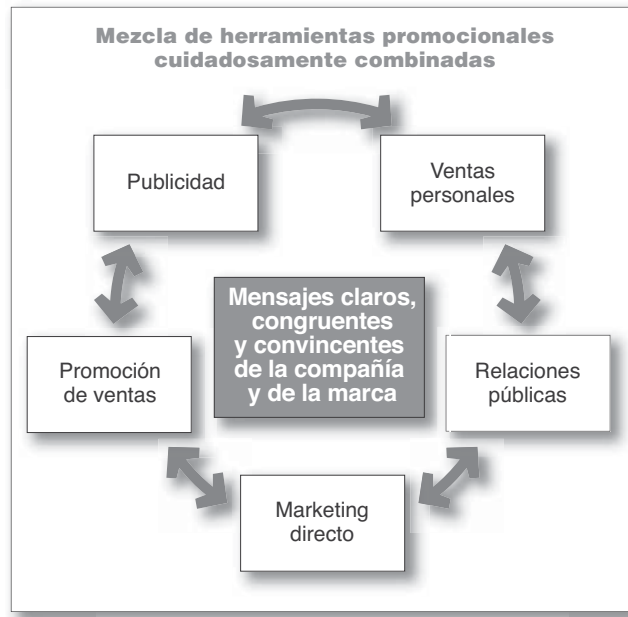 Mezcla de herramientas promocionales
cuidadosamente combinadas
Publicidad
Ventas
personales
Mensajes claros,
congruentes
y convincentes
de la compañía
y de la marca
Promoción
de ventas
Relaciones
públicas
Marketing
directo